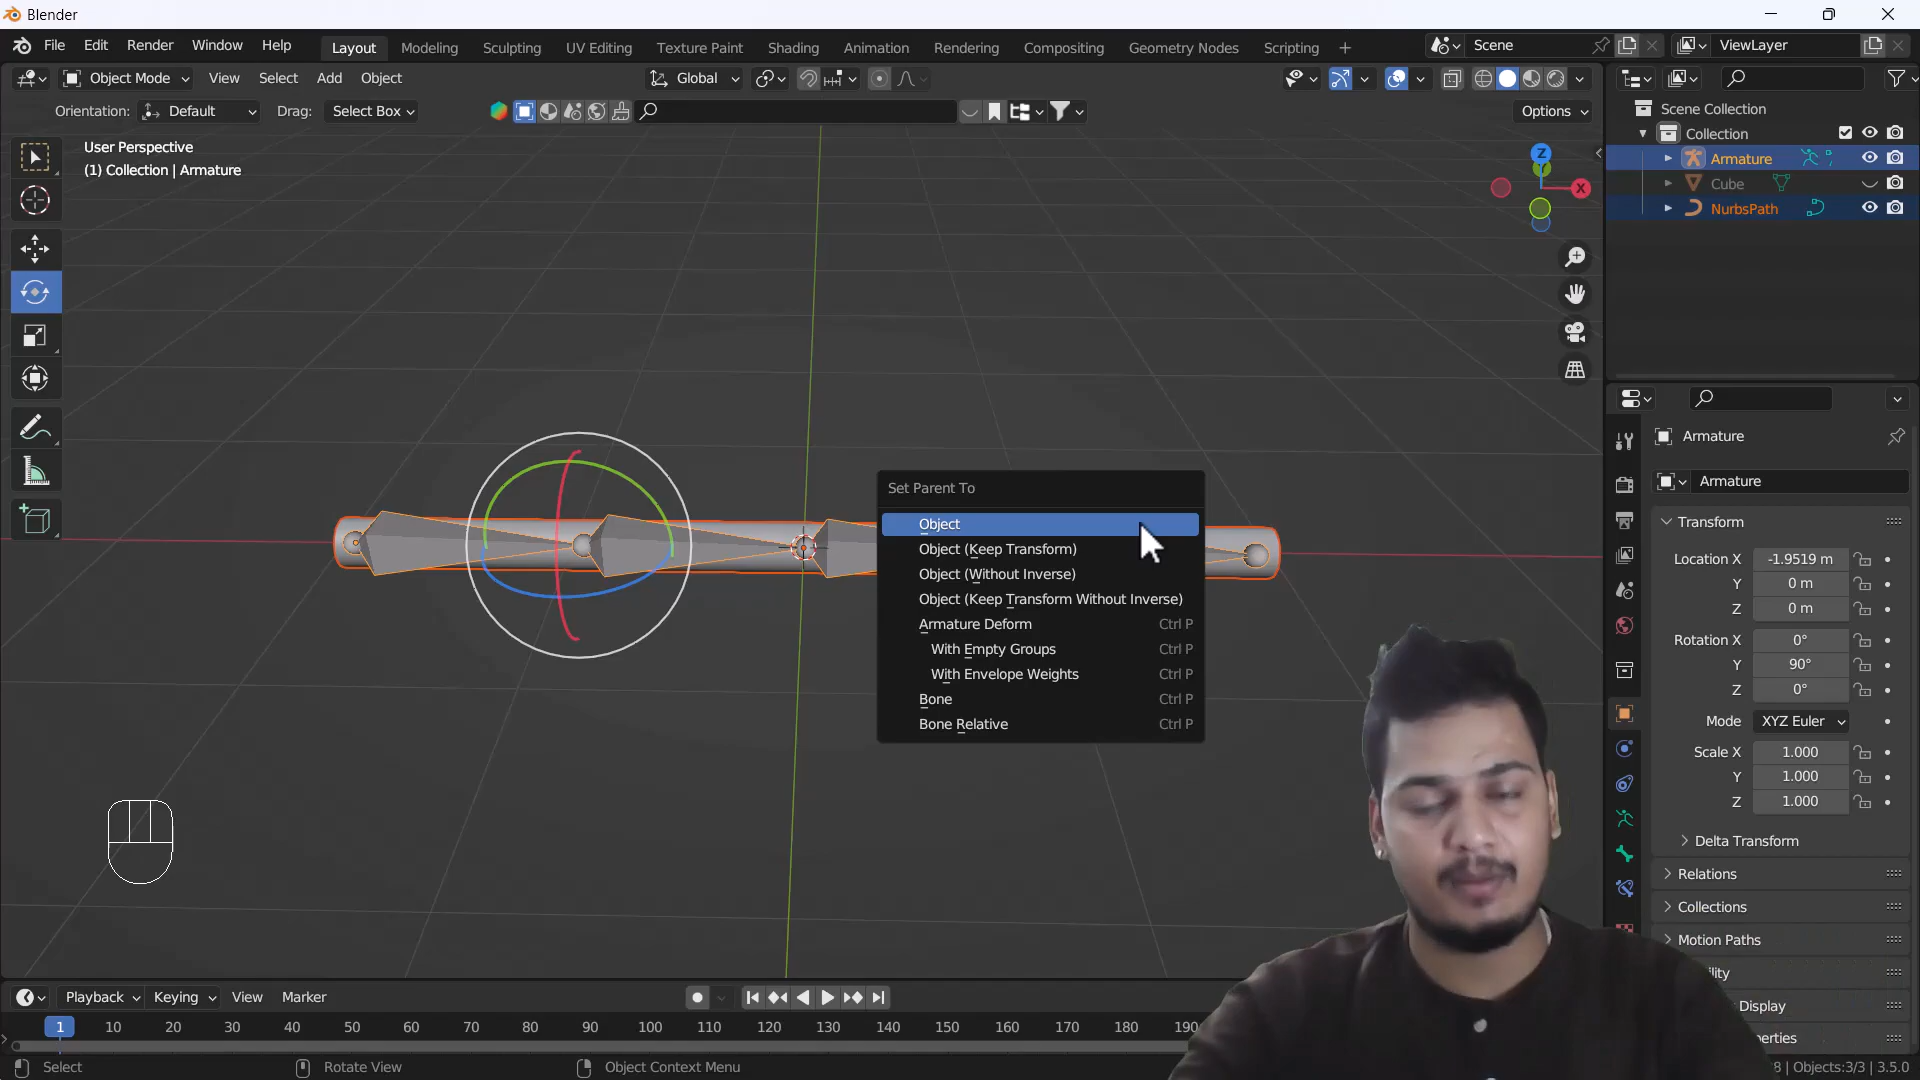 Blender
File Edit Render Window Help
Layout Modeling Sculpting UV Editing Texture Paint Shading Animation Rendering Compositing Geometry Nodes Scripting +
Scene
ViewLayer
Object Mode View Select Add Object
Global
Orientation: Default Drag: Select Box
Options
User Perspective
(1) Collection | Armature
Z
X
Scene Collection
Collection
Armature
Cube
NurbsPath
Set Parent To
Object
Object (Keep Transform)
Object (Without Inverse)
Object (Keep Transform Without Inverse)
Armature Deform Ctrl P
With Empty Groups Ctrl P
With Envelope Weights Ctrl P
Bone Ctrl P
Bone Relative Ctrl P
Armature
Armature
Transform
Location X -1.9519 m
Y 0 m
Z 0 m
Rotation X 0°
Y 90°
Z 0°
Mode XYZ Euler
Scale X 1.000
Y 1.000
Z 1.000
Delta Transform
Relations
Collections
Motion Paths
ility
Display
perties
Playback Keying View Marker
1 10 20 30 40 50 60 70 80 90 100 110 120 130 140 150 160 170 180 190
Select Rotate View Object Context Menu
8 | Objects:3/3 | 3.5.0